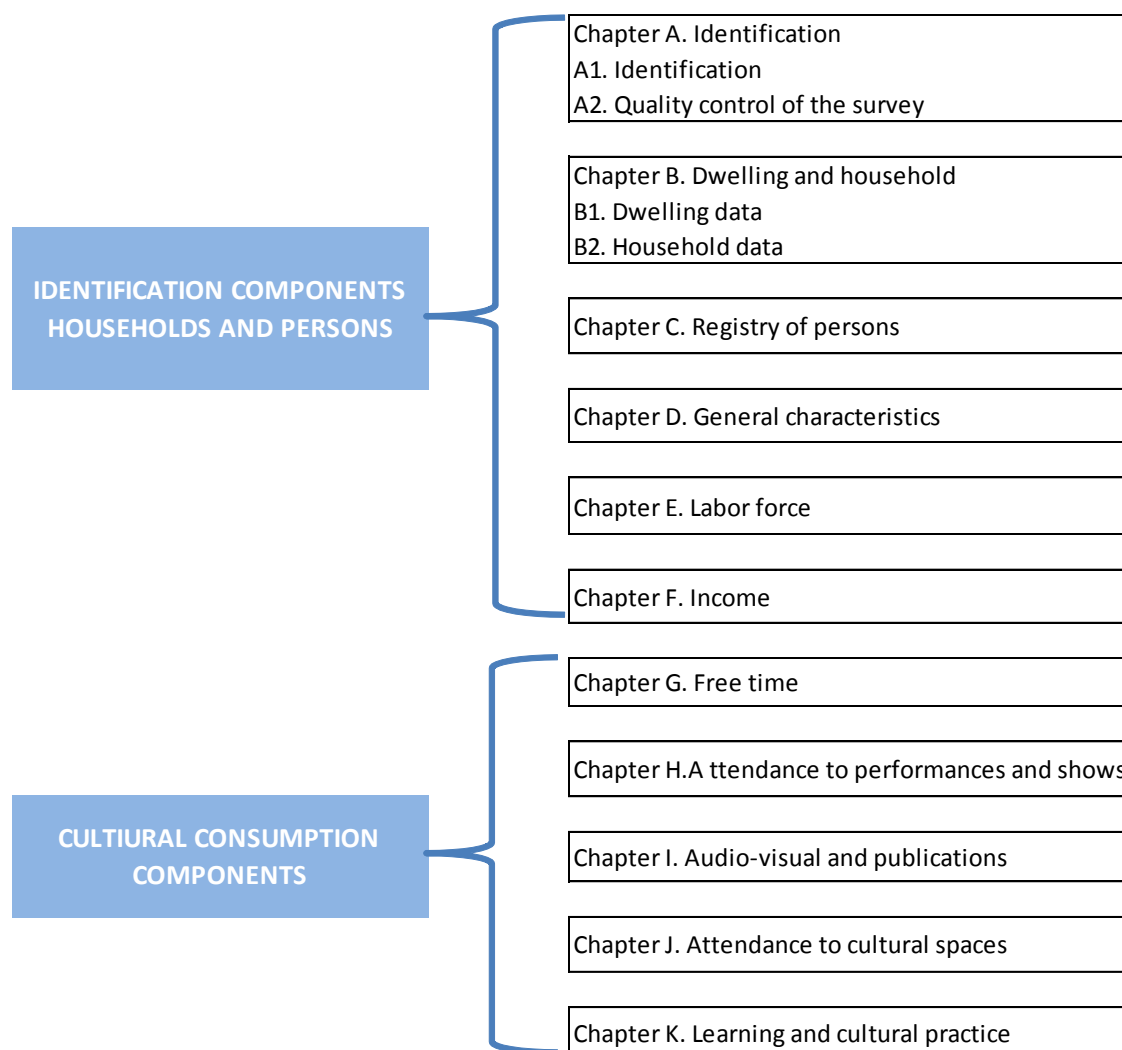 IDENTIFICATION COMPONENTS
HOUSEHOLDS AND PERSONS
Chapter A. Identification
A1. Identification
A2. Quality control of the survey
Chapter B. Dwelling and household
B1. Dwelling data
B2. Household data
Chapter C. Registry of persons
Chapter D. General characteristics
Chapter E. Labor force
Chapter F. Income
CULTIURAL CONSUMPTION
COMPONENTS
Chapter G. Free time
Chapter H.A ttendance to performances and shows
Chapter I. Audio-visual and publications
Chapter J. Attendance to cultural spaces
Chapter K. Learning and cultural practice